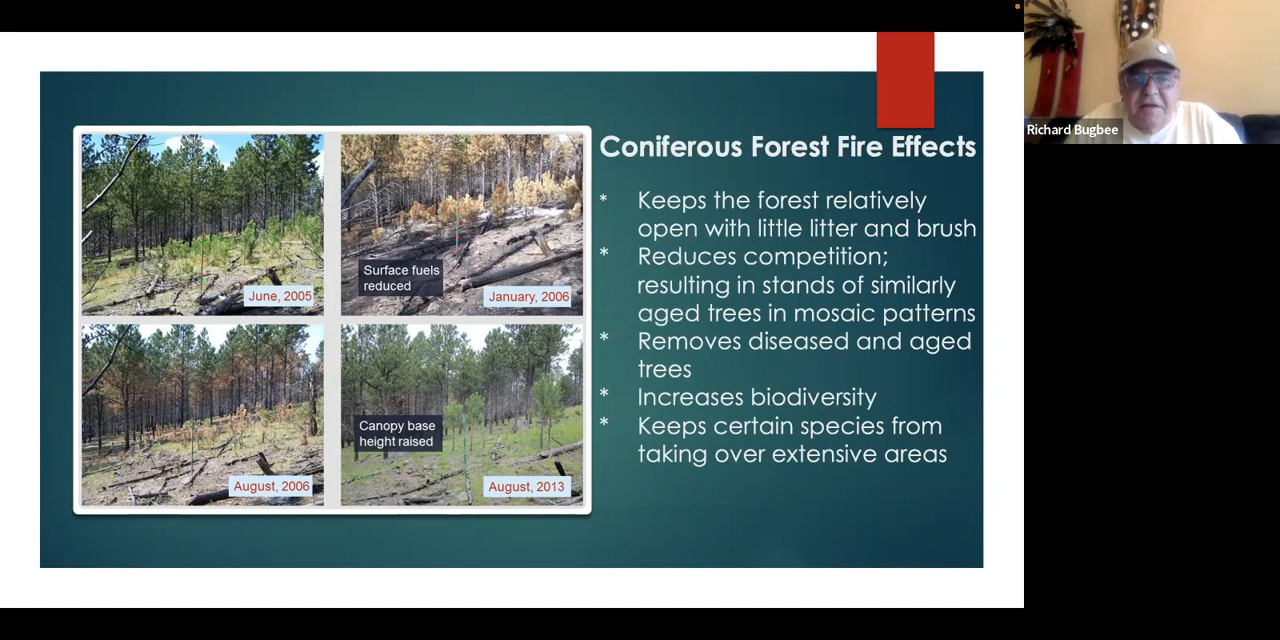 Richard Bugbee
Coniferous Forest Fire Effects
* Keeps the forest relatively
open with little litter and brush
* Reduces competition;
resulting in stands of similarly
aged trees in mosaic patterns
* Removes diseased and aged
trees
* Increases biodiversity
* Keeps certain species from
taking over extensive areas
June, 2005
Surface fuels
reduced
January, 2006
August, 2006
Canopy base
height raised
August, 2013